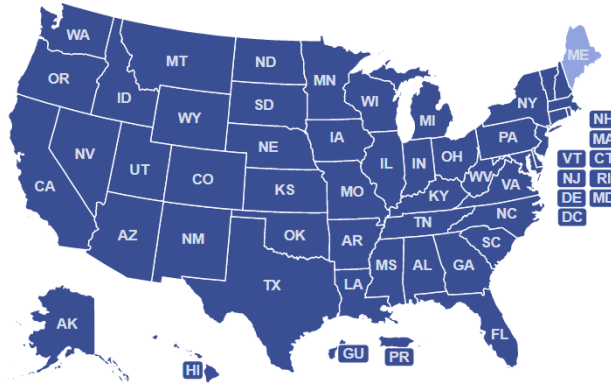 WA
MT
ND
MN
ME
OR
ID
SD
WI
NY
WY
MI
NH
IA
PA
MA
NE
NV
UT
CO
IL
IN
OH
WV
VA
VT
CT
CA
KS
MO
KY
NJ
RI
NC
TN
DE
MD
AZ
NM
OK
AR
SC
DC
MS
AL
GA
TX
LA
AK
FL
HI
GU
PR